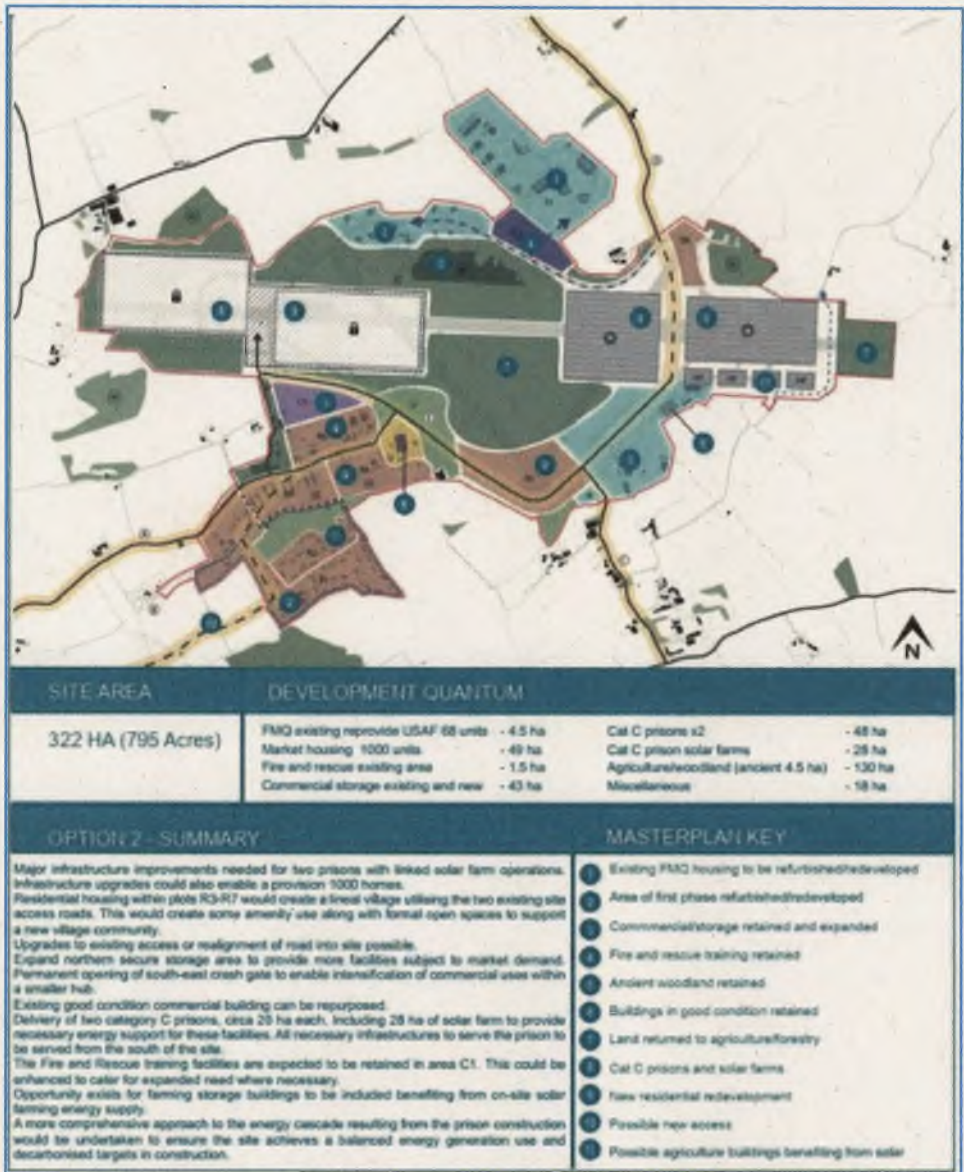 N
SITE AREA
DEVELOPMENT QUANTUM
322 HA (795 Acres)
FMQ existing reprovide USAF 68 units - 4.5 ha
Market housing 1000 units - 49 ha
Fire and rescue existing area - 1.5 ha
Commercial storage existing and new - 43 ha
Cat C prisons x2 - 48 ha
Cat C prison solar farms - 28 ha
Agriculture/woodland (ancient 4.5 ha) - 130 ha
Miscellaneous - 18 ha
OPTION 2 - SUMMARY
Major infrastructure improvements needed for two prisons with linked solar farm operations.
Infrastructure upgrades could also enable a provision 1000 homes.
Residential housing within plots R3-R7 would create a lineal village utilising the two existing site
access roads. This would create some amenity use along with formal open spaces to support
a new village community.
Upgrades to existing access or realignment of road into site possible.
Expand northern secure storage area to provide more facilities subject to market demand.
Permanent opening of south-east crash gate to enable intensification of commercial uses within
a smaller hub.
Existing good condition commercial building can be repurposed.
Delivery of two category C prisons, circa 20 ha each, including 28 ha of solar farm to provide
necessary energy support for these facilities. All necessary infrastructures to serve the prison to
be served from the south of the site.
The Fire and Rescue training facilities are expected to be retained in area C1. This could be
enhanced to cater for expanded need where necessary.
Opportunity exists for farming storage buildings to be included benefiting from on-site solar
farming energy supply.
A more comprehensive approach to the energy cascade resulting from the prison construction
would be undertaken to ensure the site achieves a balanced energy generation use and
decarbonised targets in construction.
MASTERPLAN KEY
1 Existing FMQ housing to be refurbished/redeveloped
2 Area of first phase refurbished/redeveloped
3 Commmercial/storage retained and expanded
4 Fire and rescue training retained
5 Ancient woodland retained
6 Buildings in good condition retained
7 Land returned to agriculture/forestry
8 Cat C prisons and solar farms
9 New residential redevelopment
10 Possible new access
11 Possible agriculture buildings benefiting from solar